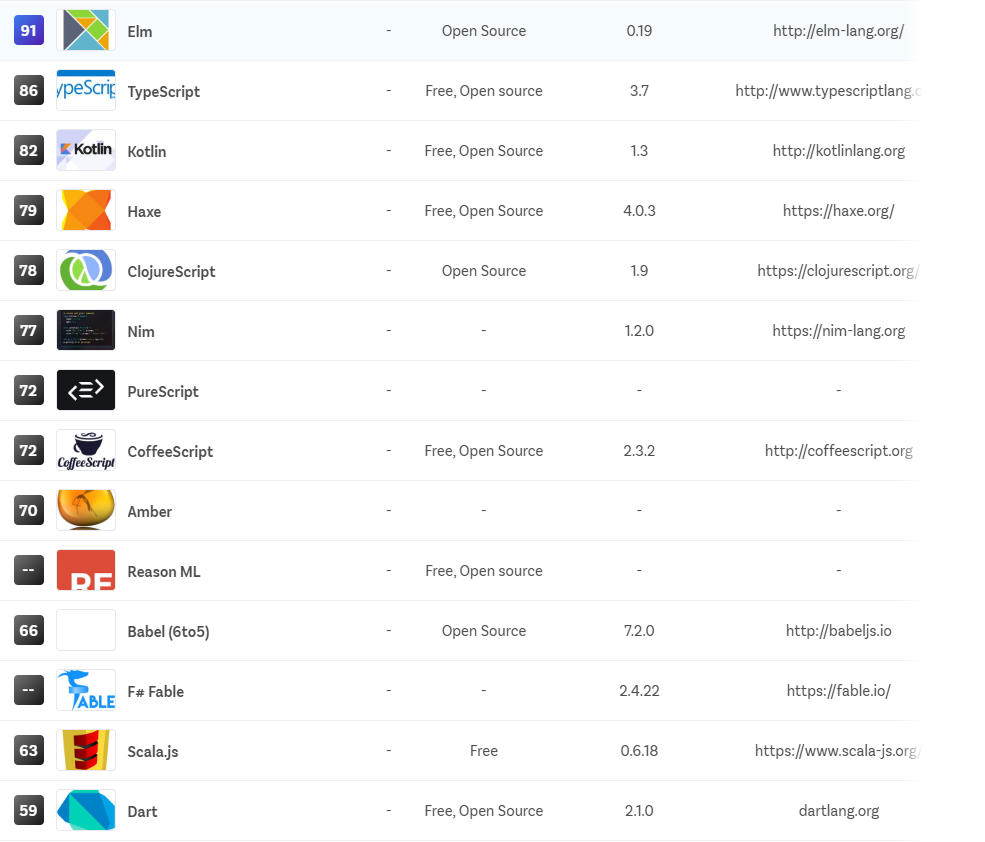 91 Elm - Open Source 0.19 http://elm-lang.org/
86 ypeScrip TypeScript - Free, Open source 3.7 http://www.typescriptlang.o
82 Kotlin Kotlin - Free, Open Source 1.3 http://kotlinlang.org
79 Haxe - Free, Open Source 4.0.3 https://haxe.org/
78 ClojureScript - Open Source 1.9 https://clojurescript.org/
77 Nim - - 1.2.0 https://nim-lang.org
72 PureScript - - - -
72 CoffeeScript CoffeeScript - Free, Open Source 2.3.2 http://coffeescript.org
70 Amber - - - -
-- RE Reason ML - Free, Open source - -
66 Babel (6to5) - Open Source 7.2.0 http://babeljs.io
-- FABLE F# Fable - - 2.4.22 https://fable.io/
63 Scala.js - Free 0.6.18 https://www.scala-js.org/
59 Dart - Free, Open Source 2.1.0 dartlang.org